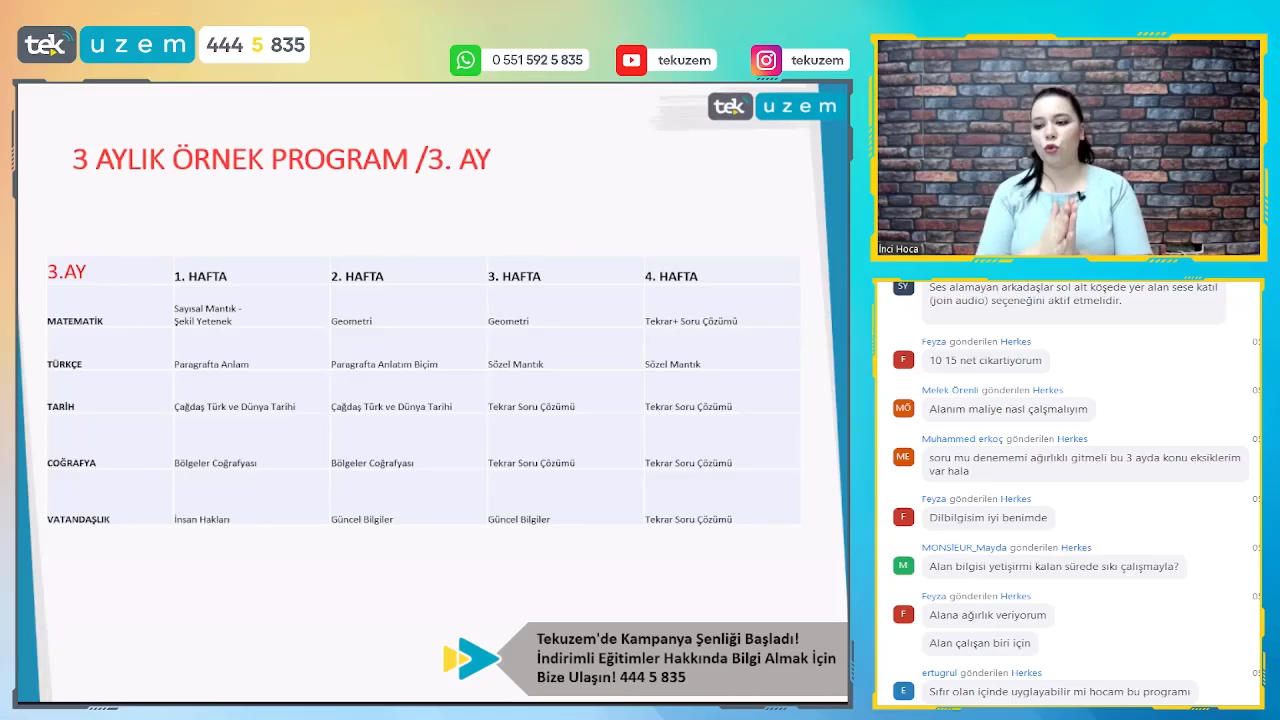 tek uzem 444 5 835
0 551 592 5 835
tekuzem
tekuzem
tek uzem
3 AYLIK ÖRNEK PROGRAM /3. AY
3.AY 1. HAFTA 2. HAFTA 3. HAFTA 4. HAFTA
MATEMATİK Sayısal Mantık - Şekil Yetenek Geometri Geometri Tekrar+ Soru Çözümü
TÜRKÇE Paragrafta Anlam Paragrafta Anlatım Biçim Sözel Mantık Sözel Mantık
TARİH Çağdaş Türk ve Dünya Tarihi Çağdaş Türk ve Dünya Tarihi Tekrar Soru Çözümü Tekrar Soru Çözümü
COĞRAFYA Bölgeler Coğrafyası Bölgeler Coğrafyası Tekrar Soru Çözümü Tekrar Soru Çözümü
VATANDAŞLIK İnsan Hakları Güncel Bilgiler Güncel Bilgiler Tekrar Soru Çözümü
Tekuzem'de Kampanya Şenliği Başladı!
İndirimli Eğitimler Hakkında Bilgi Almak İçin
Bize Ulaşın! 444 5 835
İnci Hoca
SY Ses alamayan arkadaşlar sol alt köşede yer alan sese katıl
(join audio) seçeneğini aktif etmelidir.
Feyza gönderilen Herkes
F 10 15 net cikartiyorum
Melek Örenli gönderilen Herkes
MÖ Alanım maliye nasl çalşmalıyım
Muhammed erkoç gönderilen Herkes
ME soru mu denememi ağırlıklı gitmeli bu 3 ayda konu eksiklerim
var hala
Feyza gönderilen Herkes
F Dilbilgisim iyi benimde
MONSİEUR_Mayda gönderilen Herkes
M Alan bilgisi yetişirmi kalan sürede sıkı çalışmayla?
Feyza gönderilen Herkes
F Alana ağırlık veriyorum
Alan çalışan biri için
ertugrul gönderilen Herkes
E Sıfır olan içinde uyglayabilir mi hocam bu programı